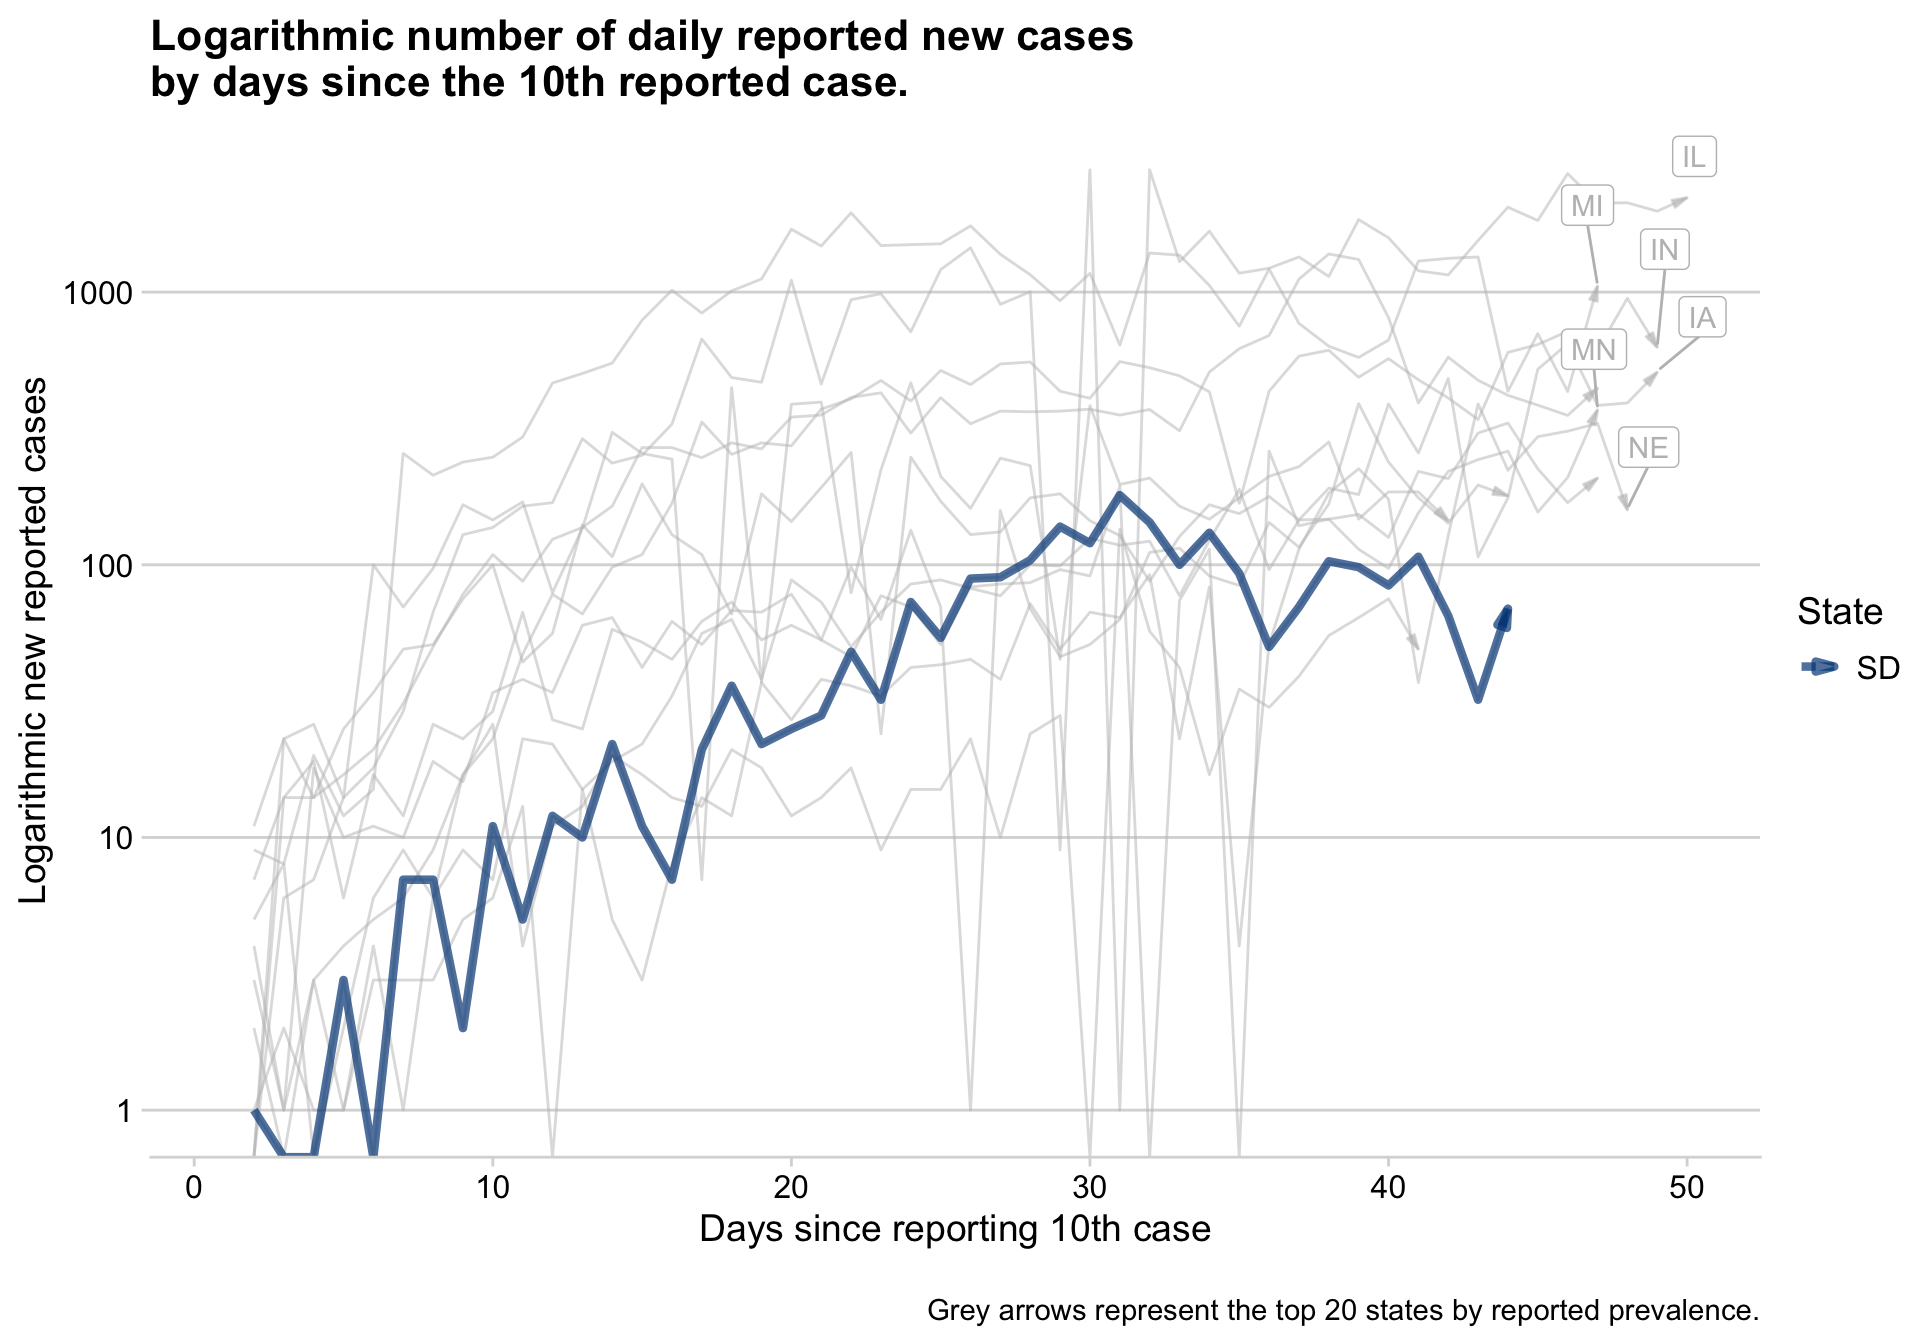 Logarithmic number of daily reported new cases
by days since the 10th reported case.
Logarithmic new reported cases
1000
100
10
1
IL
MI
IN
IA
MN
NE
State
SD
0 10 20 30 40 50
Days since reporting 10th case
Grey arrows represent the top 20 states by reported prevalence.